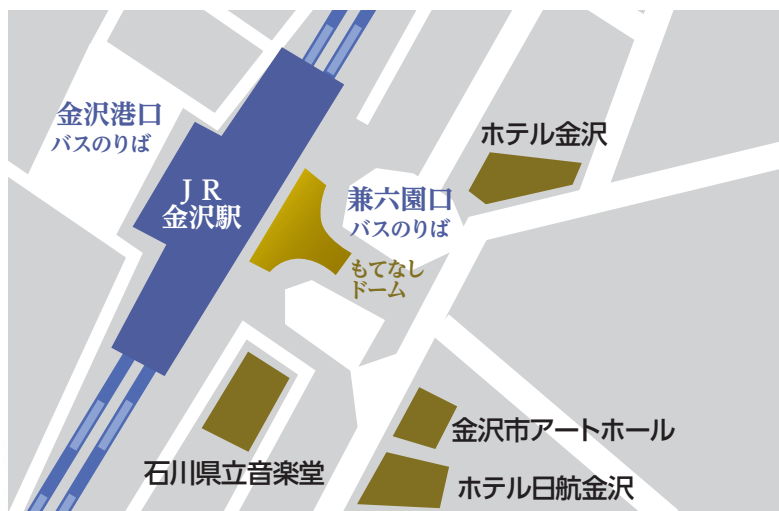 金沢港口
バスのりば
ホテル金沢
ＪＲ
金沢駅
兼六園口
バスのりば
もてなし
ドーム
金沢市アートホール
石川県立音楽堂
ホテル日航金沢